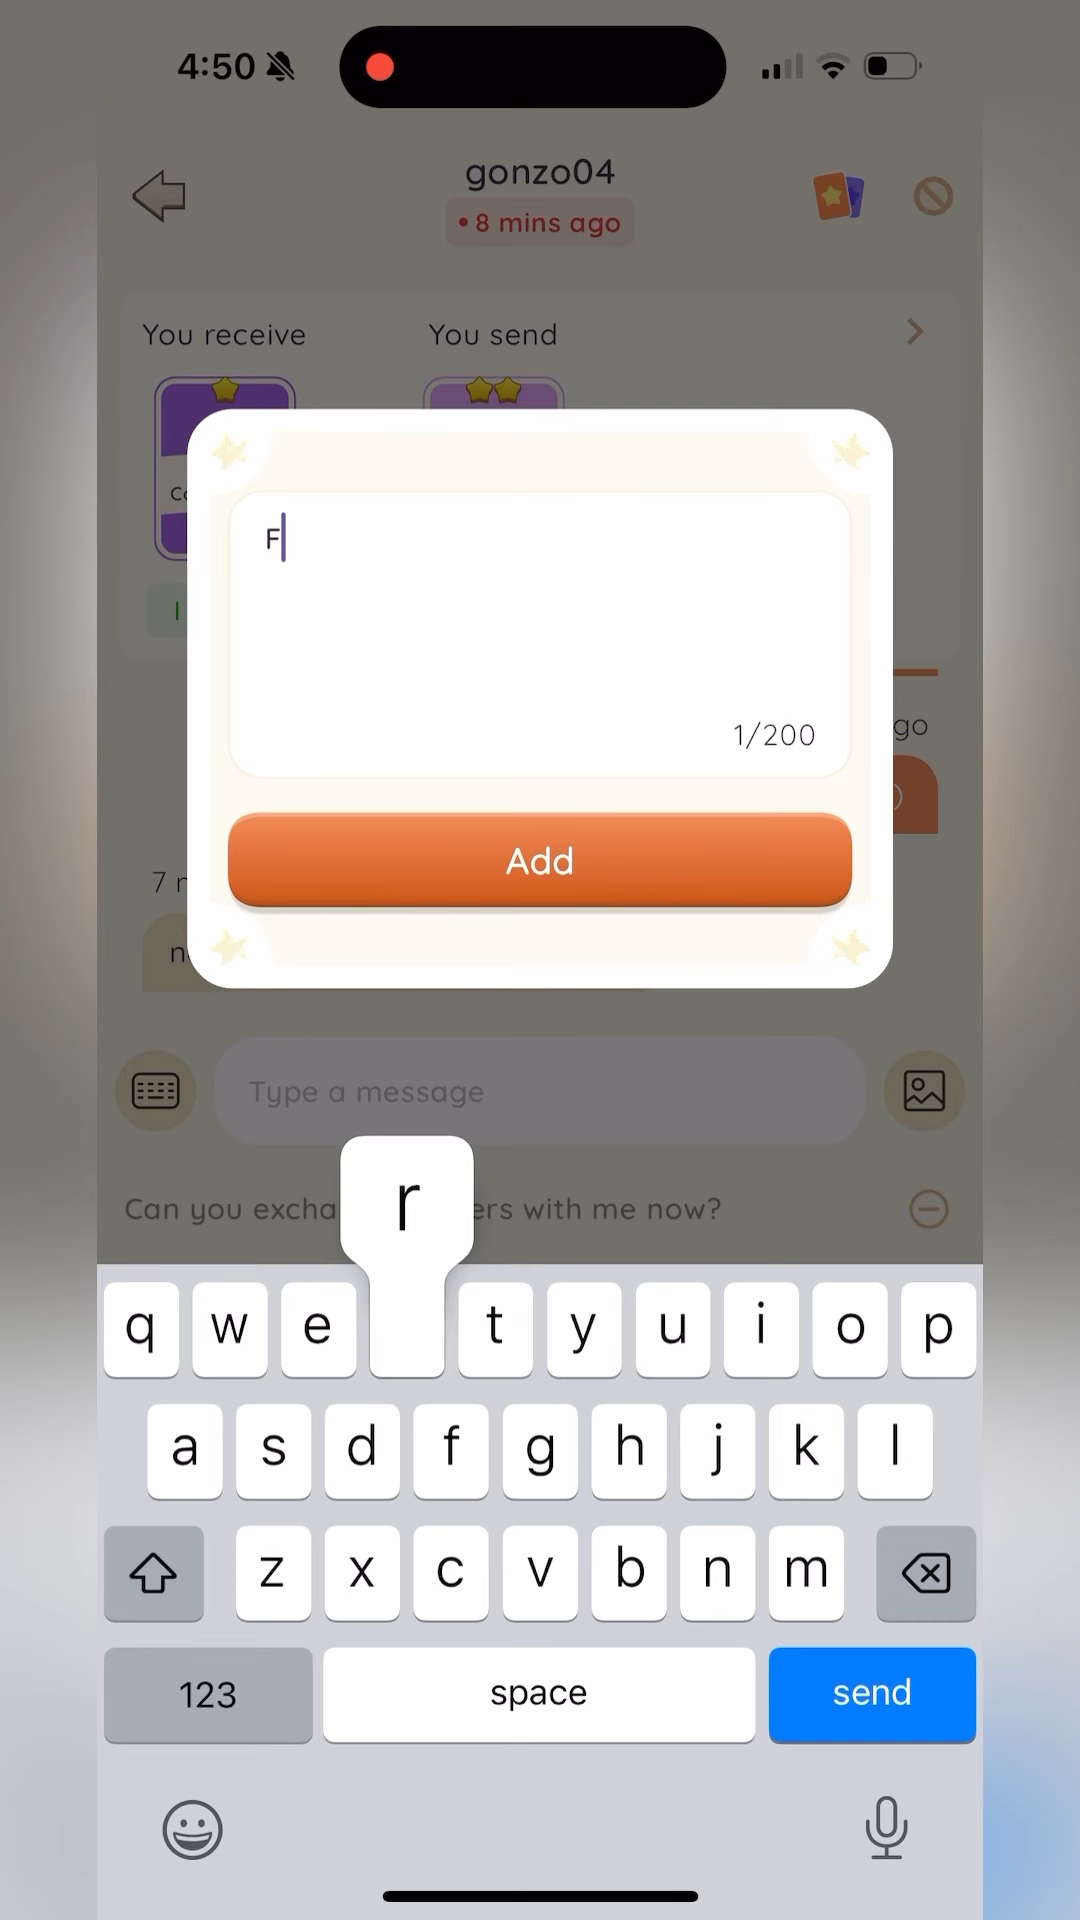 4:50
gonzo04
• 8 mins ago
You receive
You send
F
1/200
go
Add
7
Type a message
Can you excha
ers with me now?
r
q w e t y u i o p
a s d f g h j k l
z x c v b n m
123
space
send